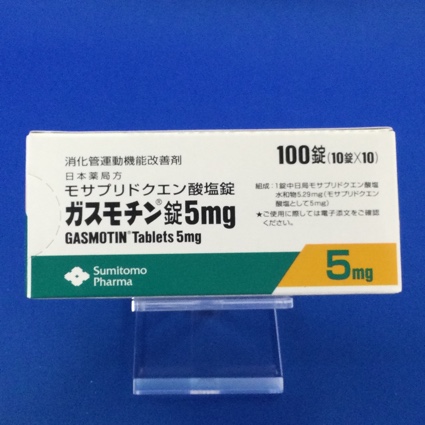 消化管運動機能改善剤
日本薬局方
モサプリドクエン酸塩錠
ガスモチン®錠5mg
GASMOTIN® Tablets 5mg
Sumitomo
Pharma
100錠(10錠×10)
組成:1錠中日局モサプリドクエン酸塩
水和物5.29mg(モサプリドクエン
酸塩として5mg)
★ご使用に際しては電子添文をご確認
ください。
5mg